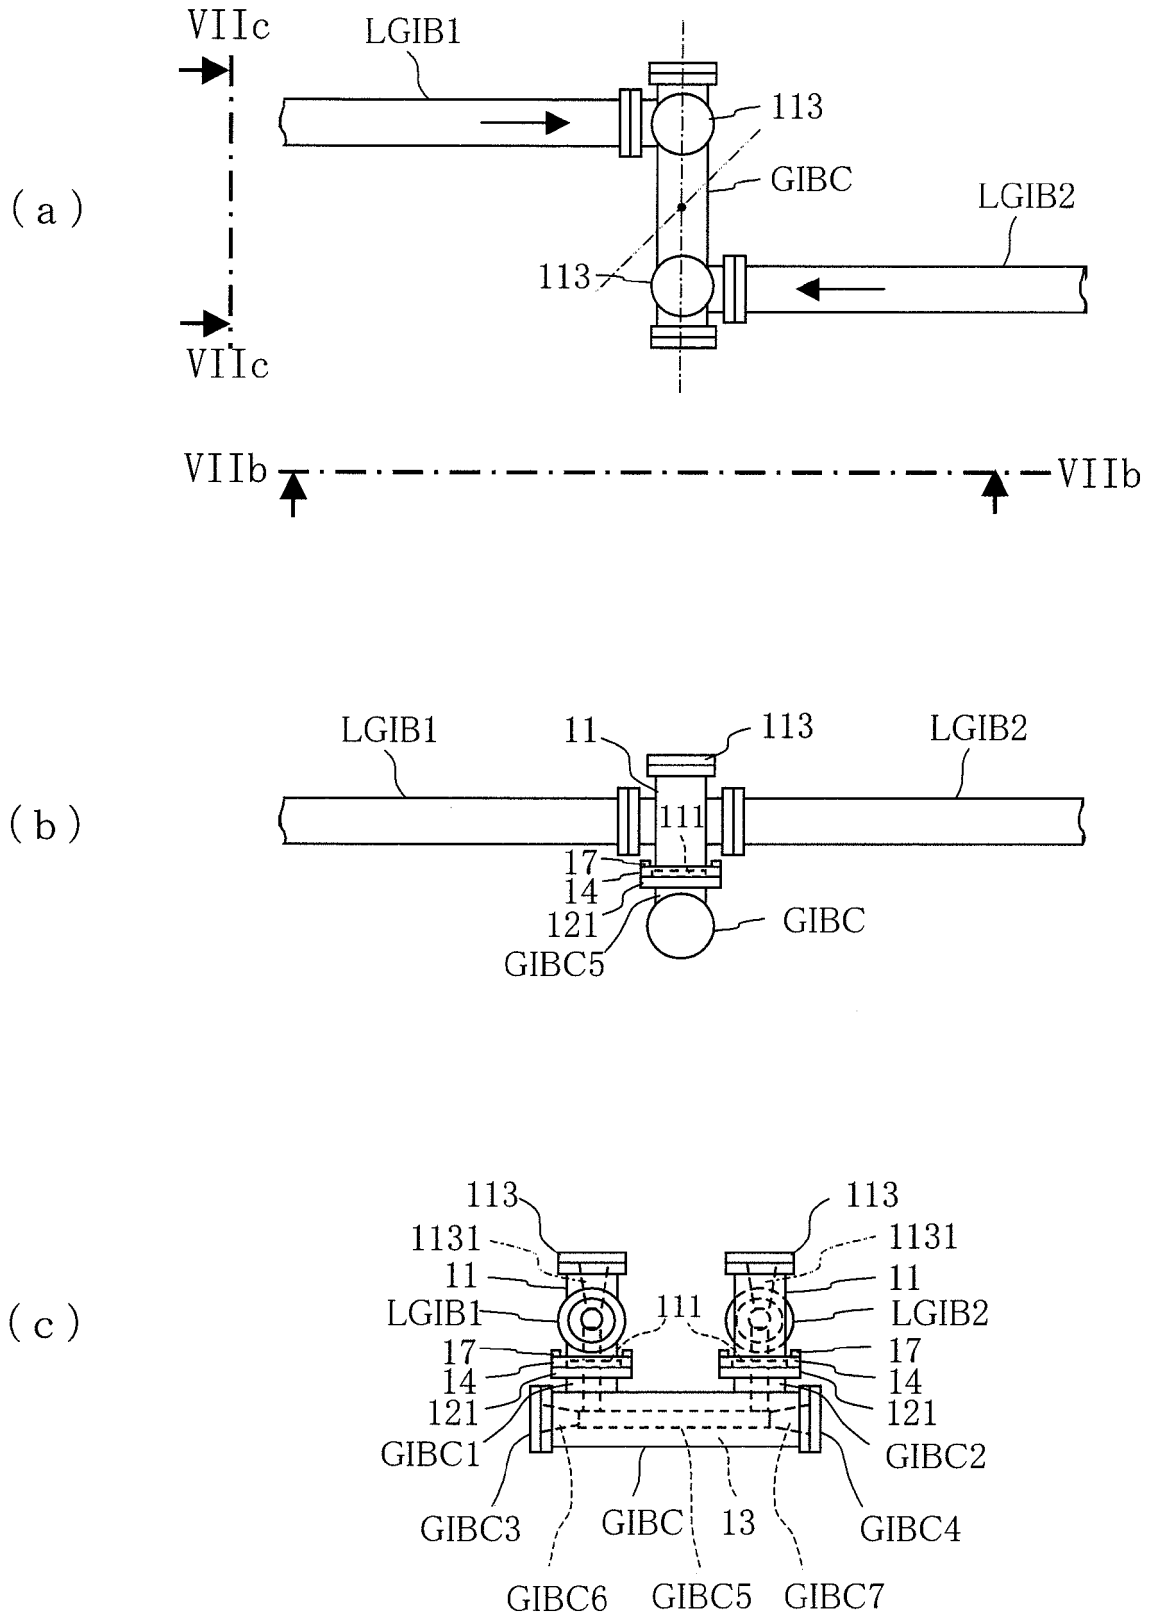 VIIc
LGIB1
113
(a)
GIBC
LGIB2
113
VIIc
VIIb
VIIb
LGIB1
11
113
LGIB2
(b)
111
17
14
121
GIBC
GIBC5
113
113
1131
1131
11
11
(c)
LGIB1
111
LGIB2
17
17
14
14
121
121
GIBC1
GIBC2
GIBC3
GIBC
13
GIBC4
GIBC6
GIBC5
GIBC7